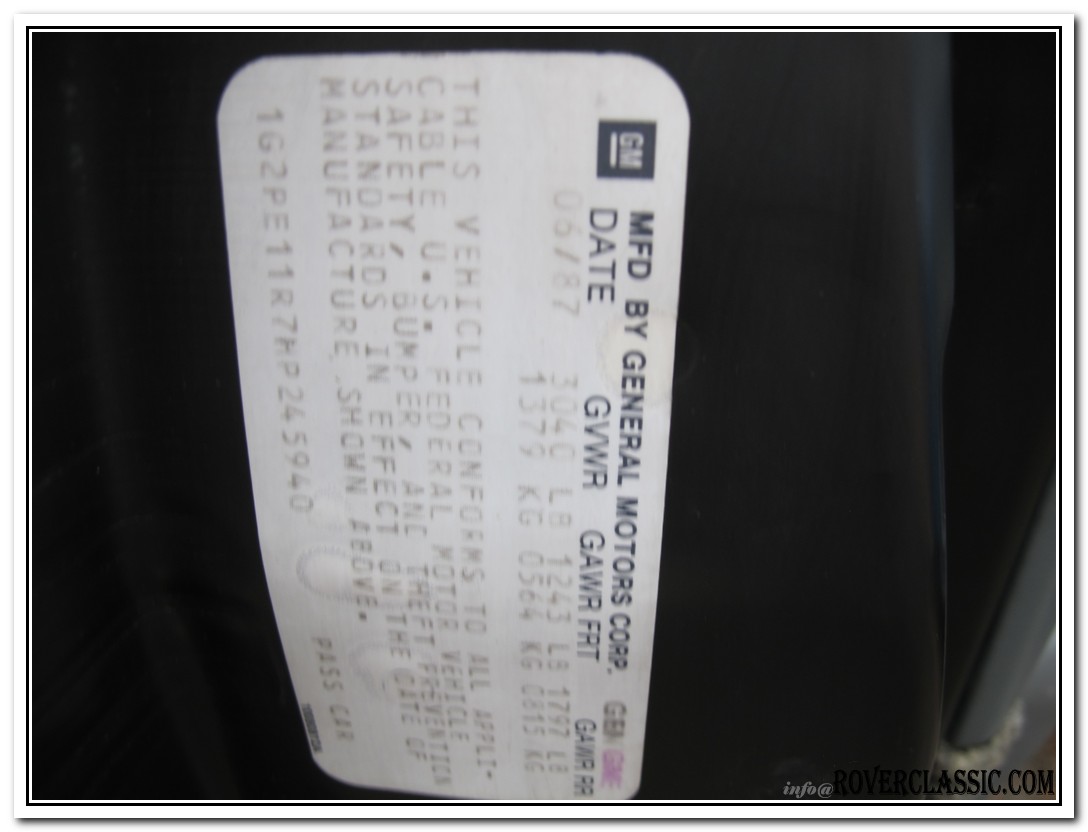 GM MFD BY GENERAL MOTORS CORP. GEN GME
DATE GVWR GAWR FRT GAWR RR
06/87 3040 LB 1243 LB 1797 LB
1379 KG 0564 KG 0815 KG
THIS VEHICLE CONFORMS TO ALL APPLI-
CABLE U.S. FEDERAL MOTOR VEHICLE
SAFETY, BUMPER, AND THEFT PREVENTION
STANDARDS IN EFFECT ON THE DATE OF
MANUFACTURE SHOWN ABOVE.
1G2PE11R7HP245940 PASS CAR
info@ROVERCLASSIC.COM